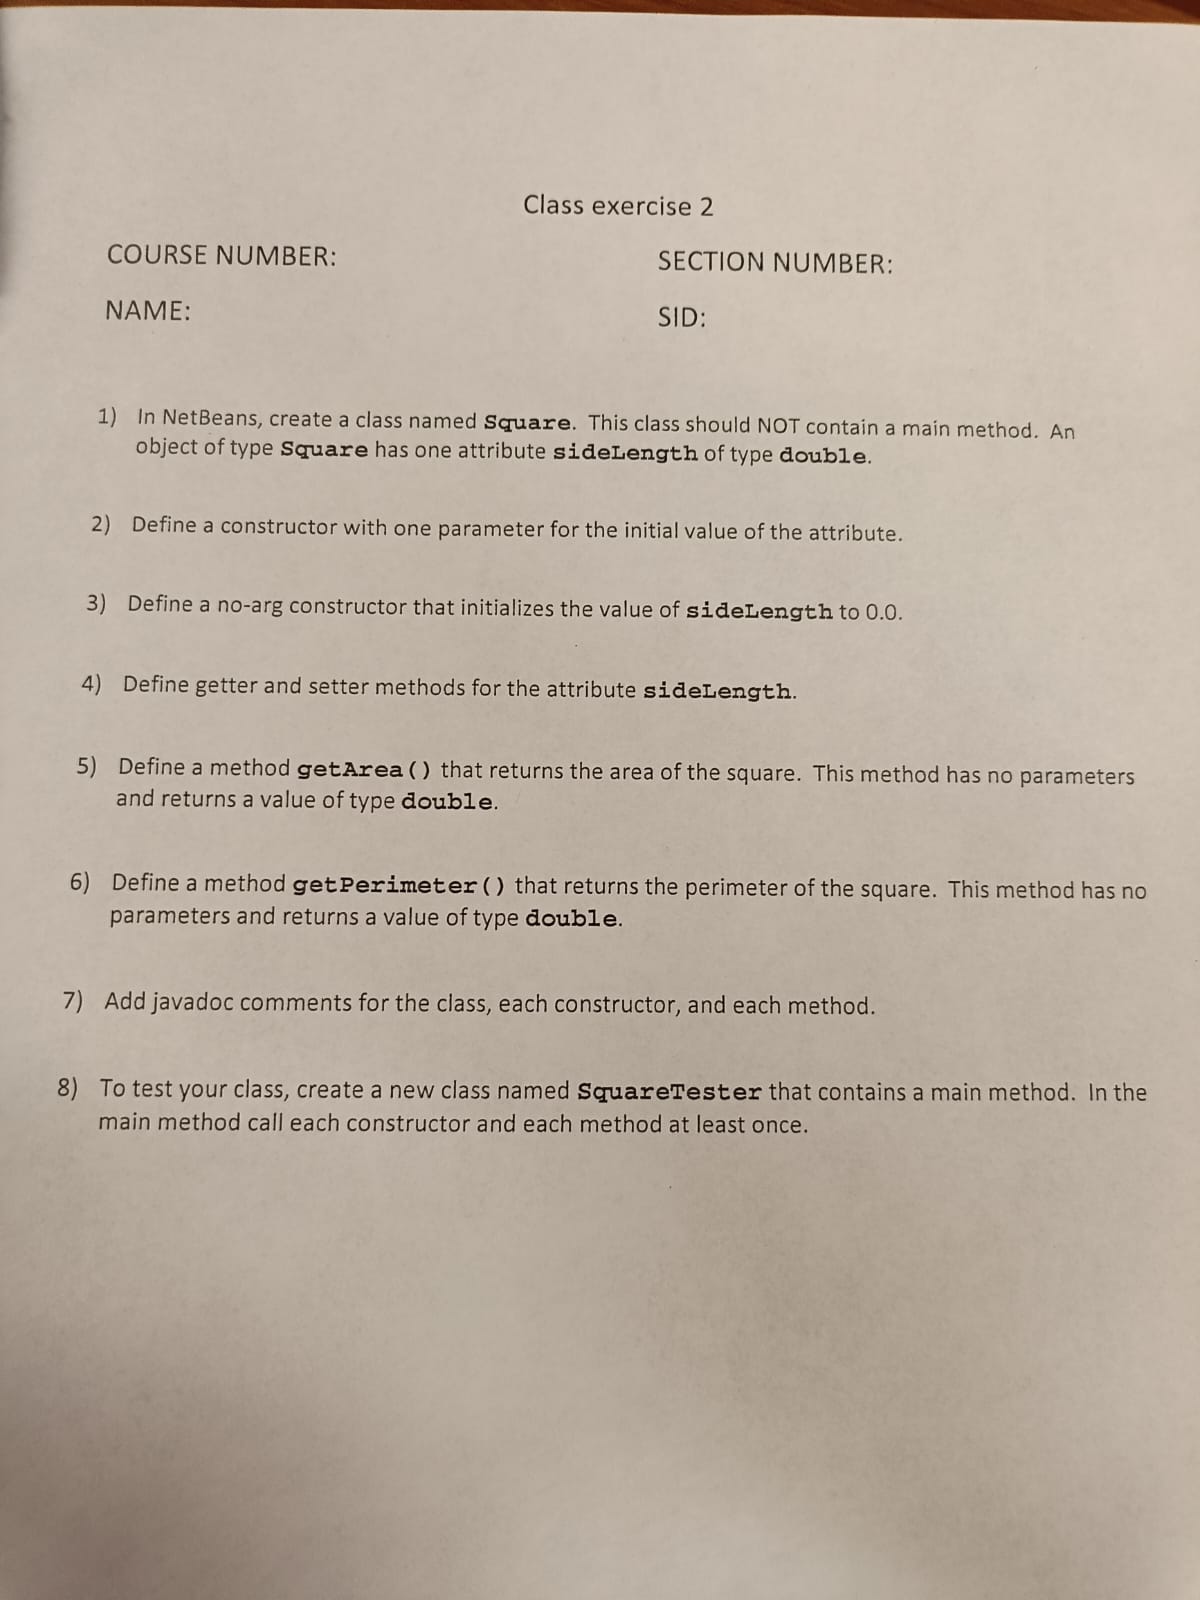 Class exercise 2
COURSE NUMBER: SECTION NUMBER:
NAME: SID:
1) In NetBeans, create a class named Square. This class should NOT contain a main method. An
object of type Square has one attribute sideLength of type double.
2) Define a constructor with one parameter for the initial value of the attribute.
3) Define a no-arg constructor that initializes the value of sideLength to 0.0.
4) Define getter and setter methods for the attribute sideLength.
5) Define a method getArea() that returns the area of the square. This method has no parameters
and returns a value of type double.
6) Define a method getPerimeter() that returns the perimeter of the square. This method has no
parameters and returns a value of type double.
7) Add javadoc comments for the class, each constructor, and each method.
8) To test your class, create a new class named SquareTester that contains a main method. In the
main method call each constructor and each method at least once.